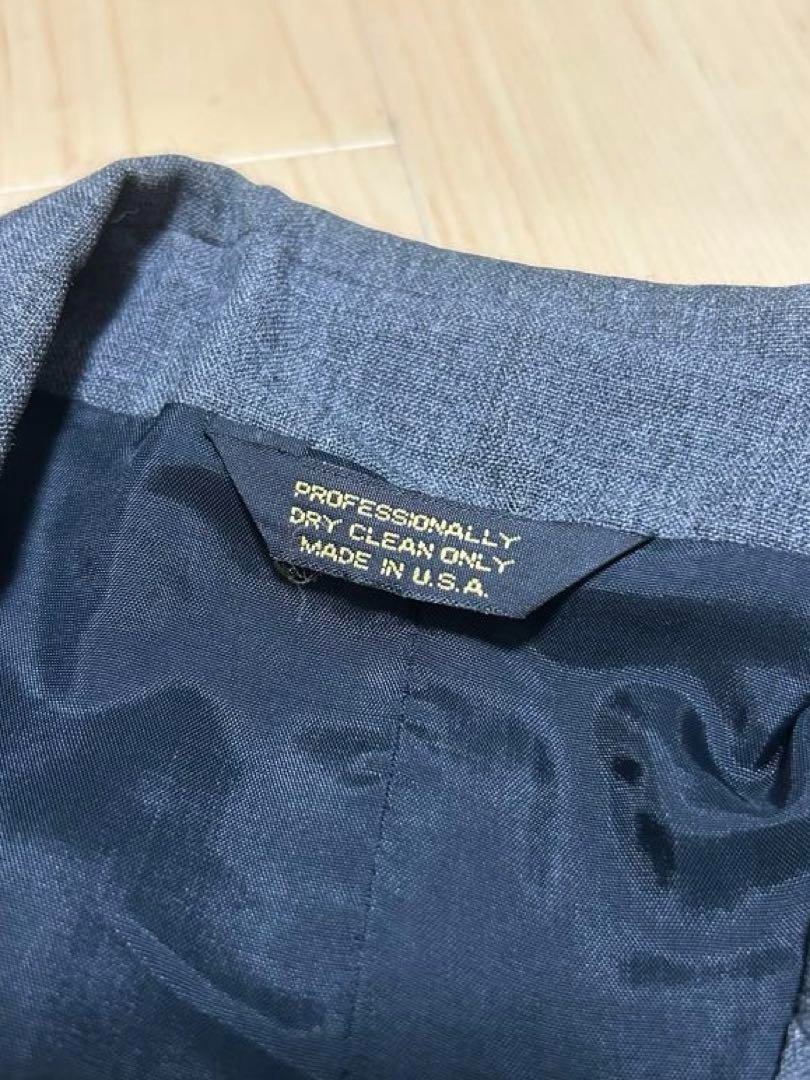 PROFESSIONALLY
DRY CLEAN ONLY
MADE IN U.S.A.